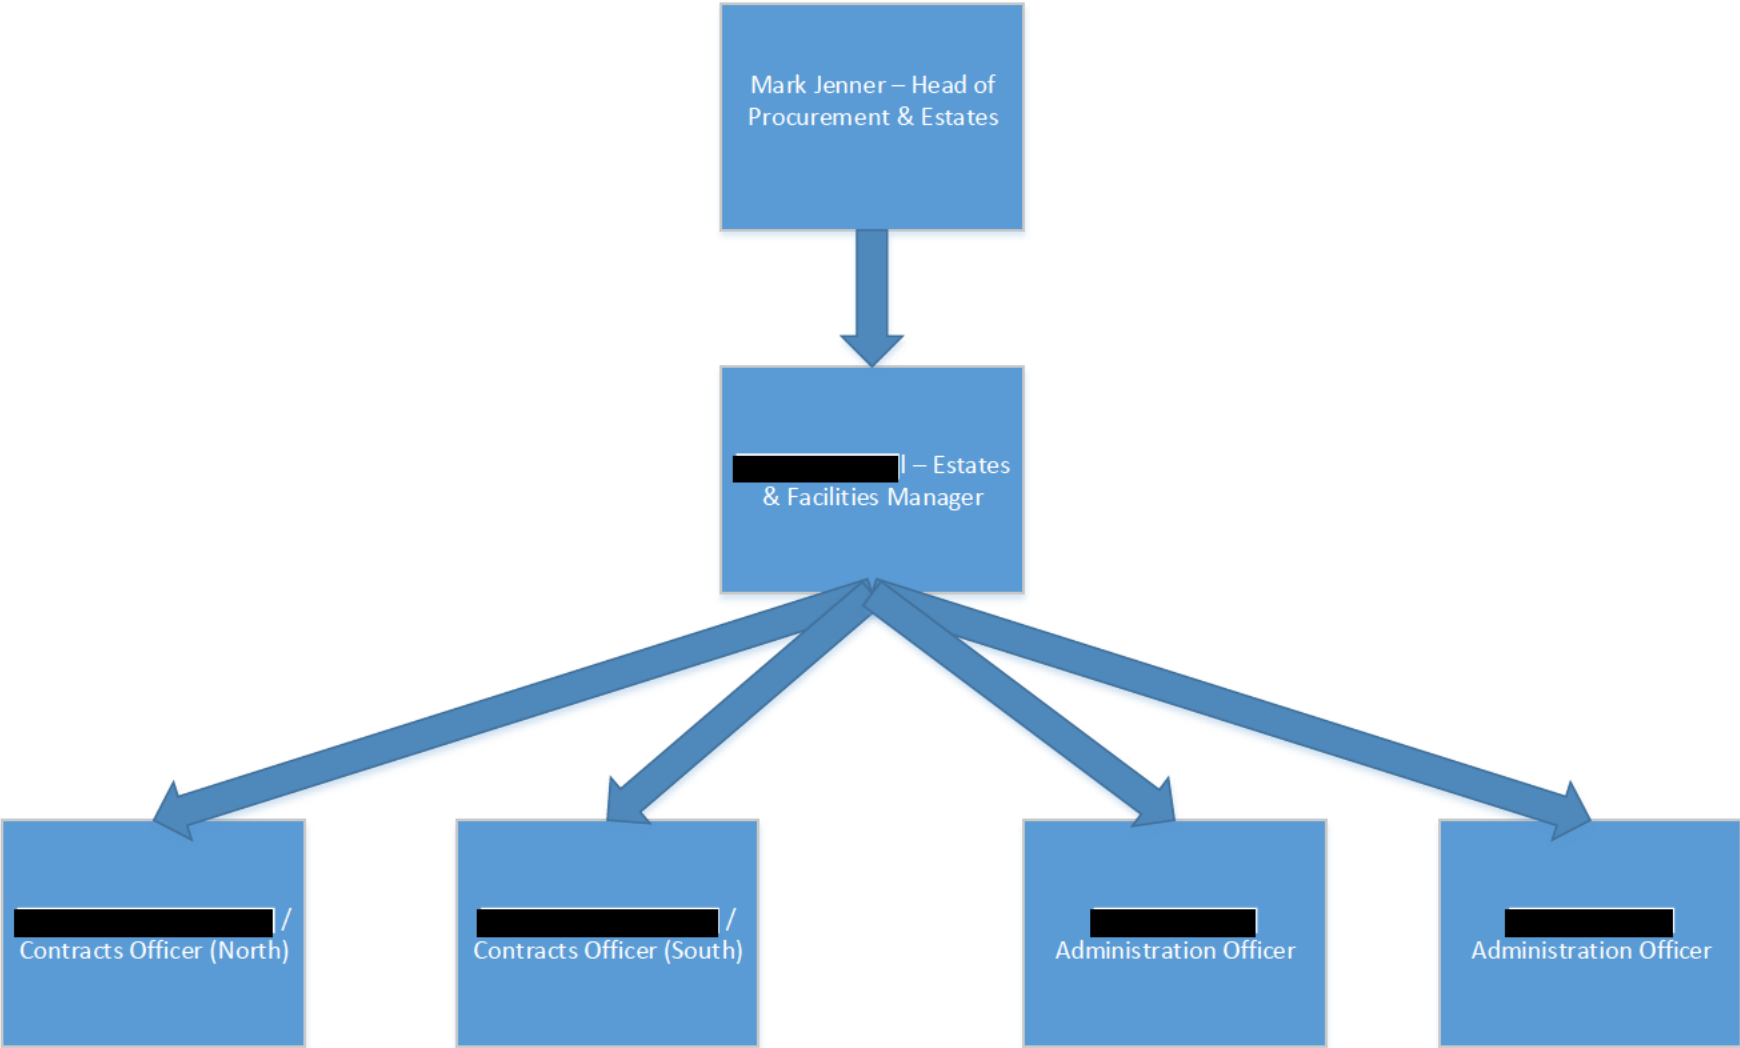 Mark Jenner – Head of
Procurement & Estates
– Estates
& Facilities Manager
/
Contracts Officer (North)
/
Contracts Officer (South)
Administration Officer
Administration Officer